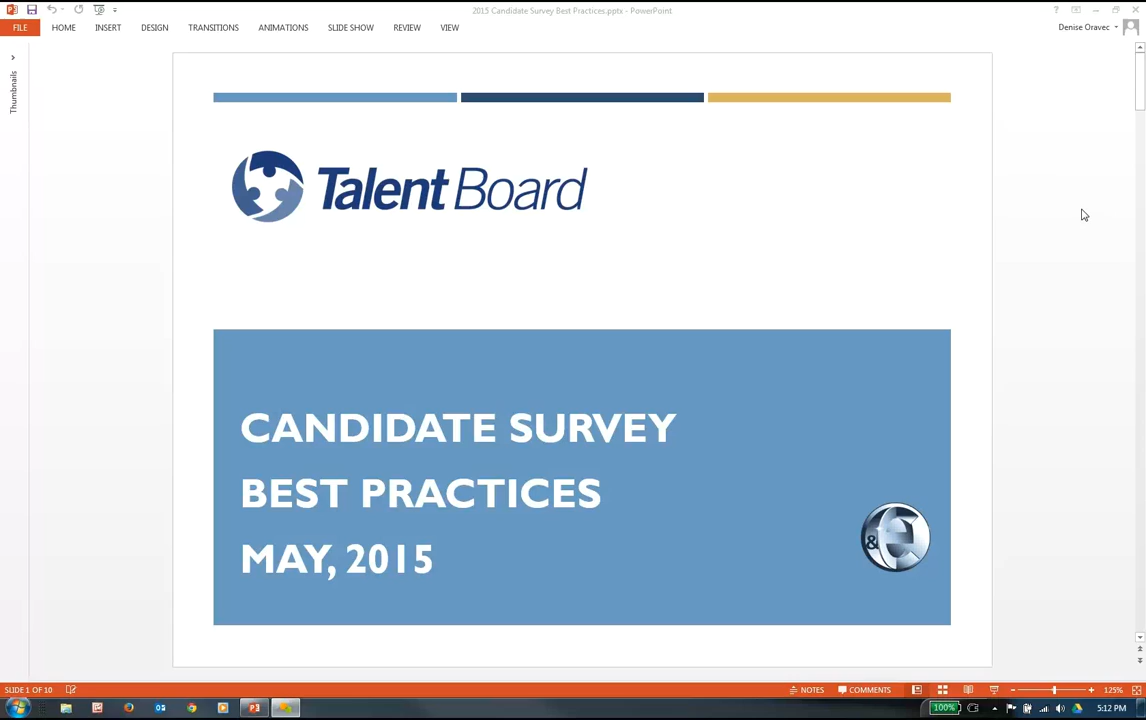 2015 Candidate Survey Best Practices.pptx - PowerPoint
?
FILE HOME INSERT DESIGN TRANSITIONS ANIMATIONS SLIDE SHOW REVIEW VIEW
Denise Oravec
Thumbnails
Talent Board
CANDIDATE SURVEY
BEST PRACTICES
MAY, 2015
&e
SLIDE 1 OF 10
NOTES
COMMENTS
125%
100%
5:12 PM